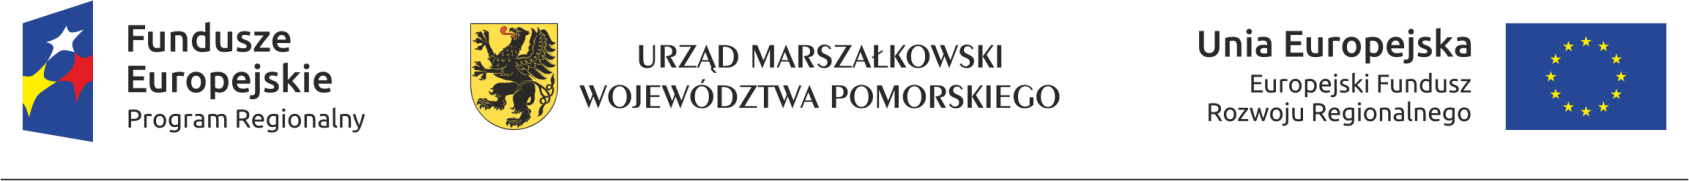 Fundusze
Europejskie
Program Regionalny
URZĄD MARSZAŁKOWSKI
WOJEWÓDZTWA POMORSKIEGO
Unia Europejska
Europejski Fundusz
Rozwoju Regionalnego